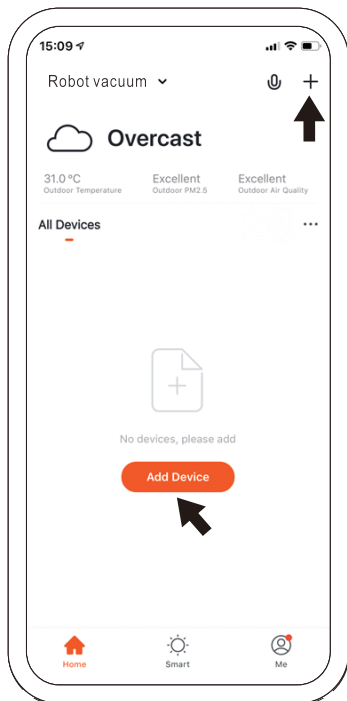 15:09
Robot vacuum
Overcast
31.0 °C Excellent Excellent
Outdoor Temperature Outdoor PM2.5 Outdoor Air Quality
All Devices
No devices, please add
Add Device
Home Smart Me